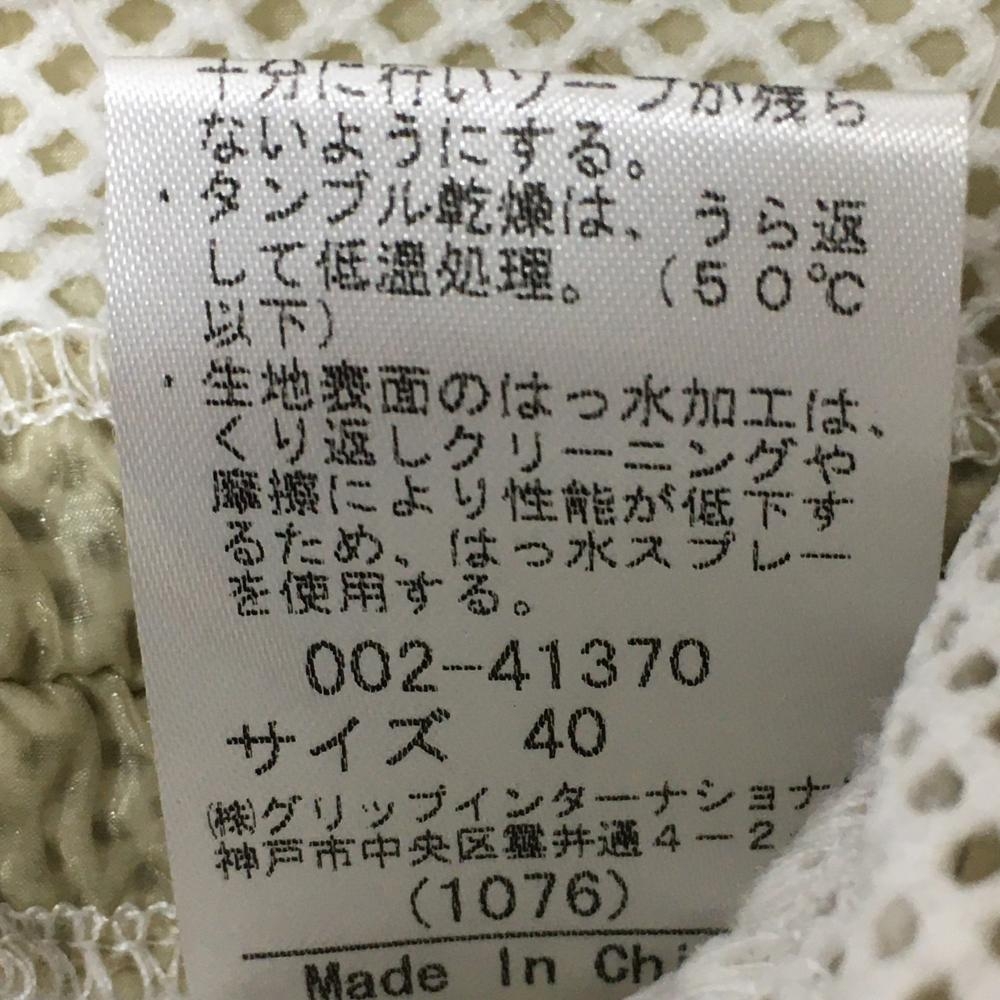 十分に行いソープが残ら
ないようにする。
・タンブル乾燥は、うら返
して低温処理。（50℃
以下）
・生地表面のはっ水加工は、
くり返しクリーニングや
摩擦により性能が低下す
るため、はっ水スプレー
を使用する。
002-41370
サイズ 40
㈱グリップインターナショナ
神戸市中央区雲井通4-2
(1076)
Made In Chi